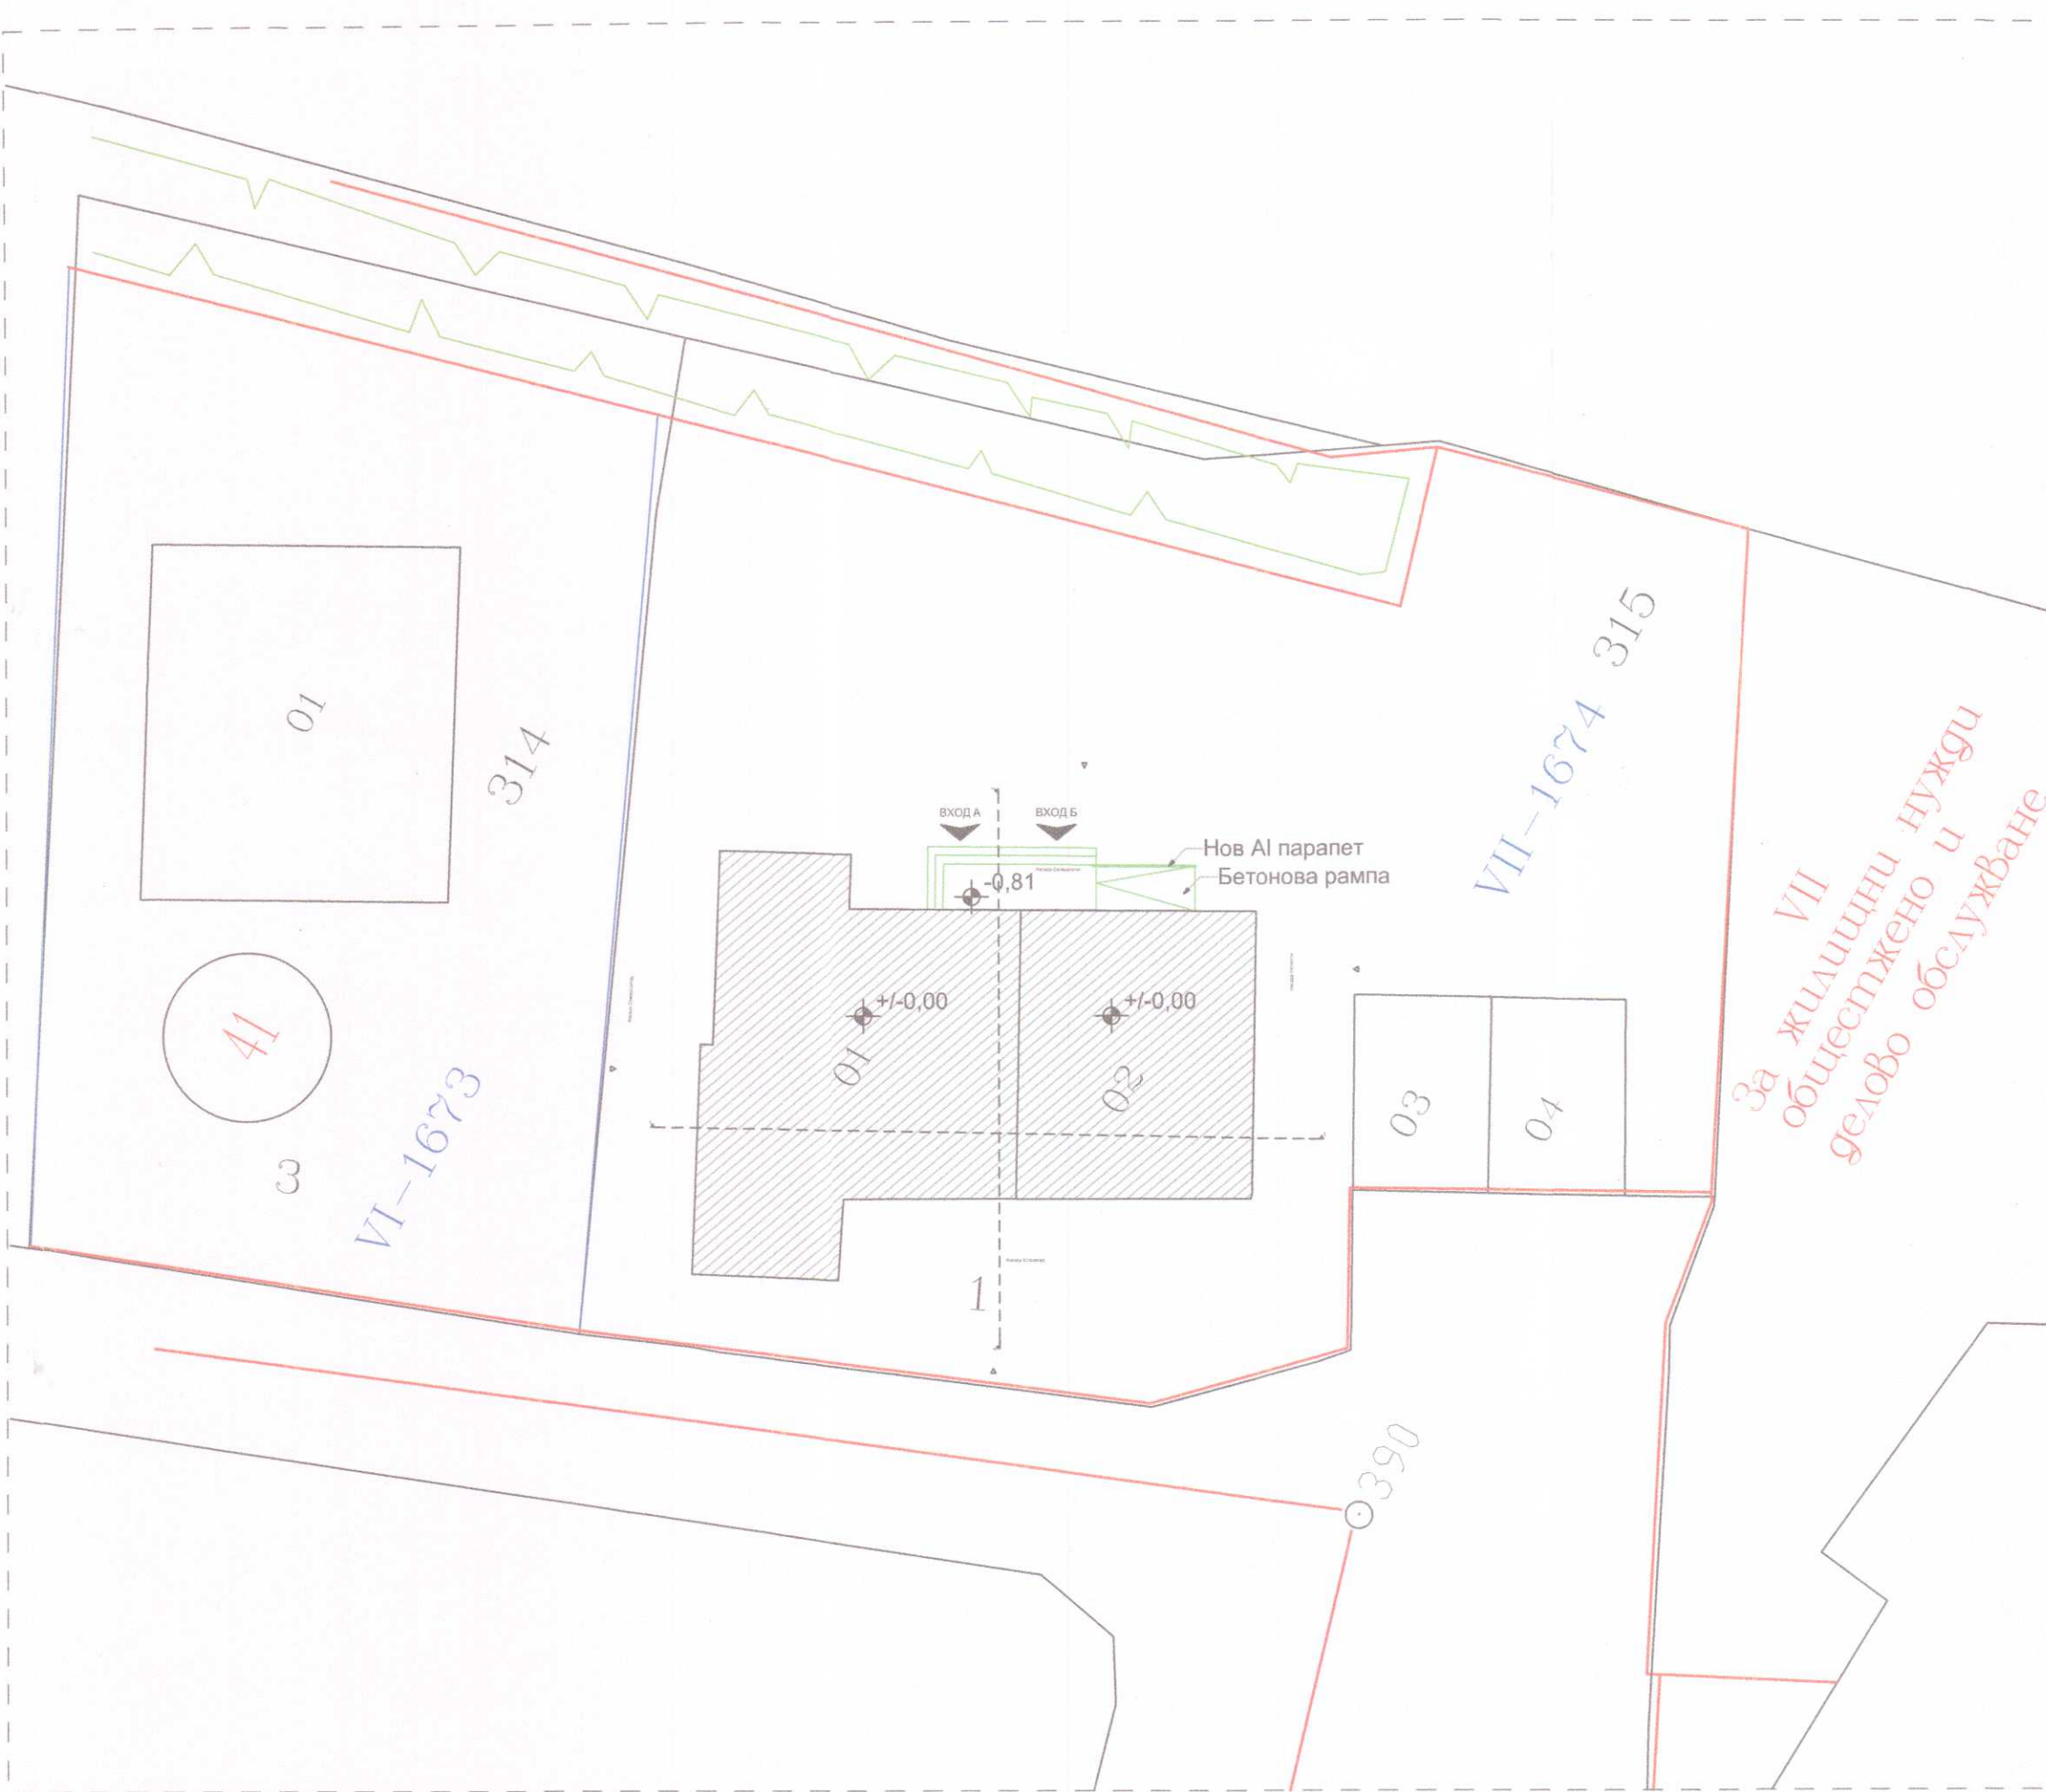 315
01
314
VII-1674
VII
За жилищни нужди
обществено и
делово обслужване
ВХОД А
ВХОД Б
Нов Al парапет
Бетонова рампа
-0,81
+/-0,00
+/-0,00
01
02
03
04
41
VI-1673
3
1
390